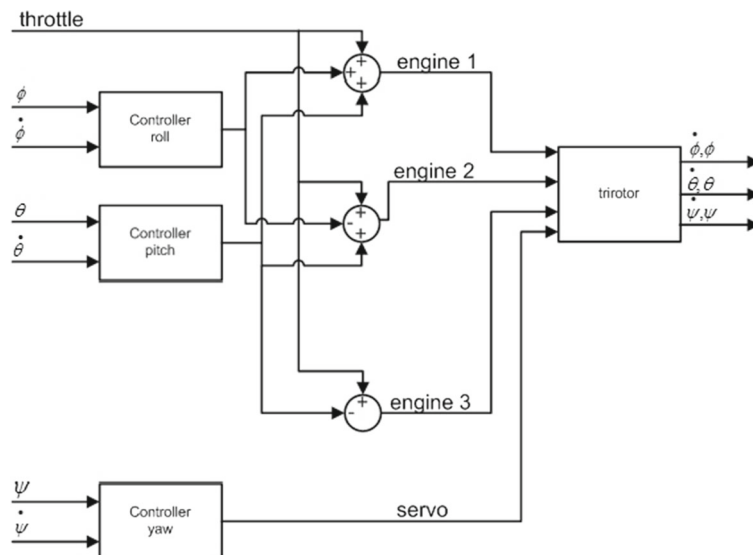 throttle
engine 1
ϕ
ϕ̇
Controller
roll
+
+
+
engine 2
trirotor
ϕ̇,ϕ
θ̇,θ
ψ̇,ψ
θ
θ̇
Controller
pitch
+
-
+
engine 3
+
-
ψ
ψ̇
Controller
yaw
servo